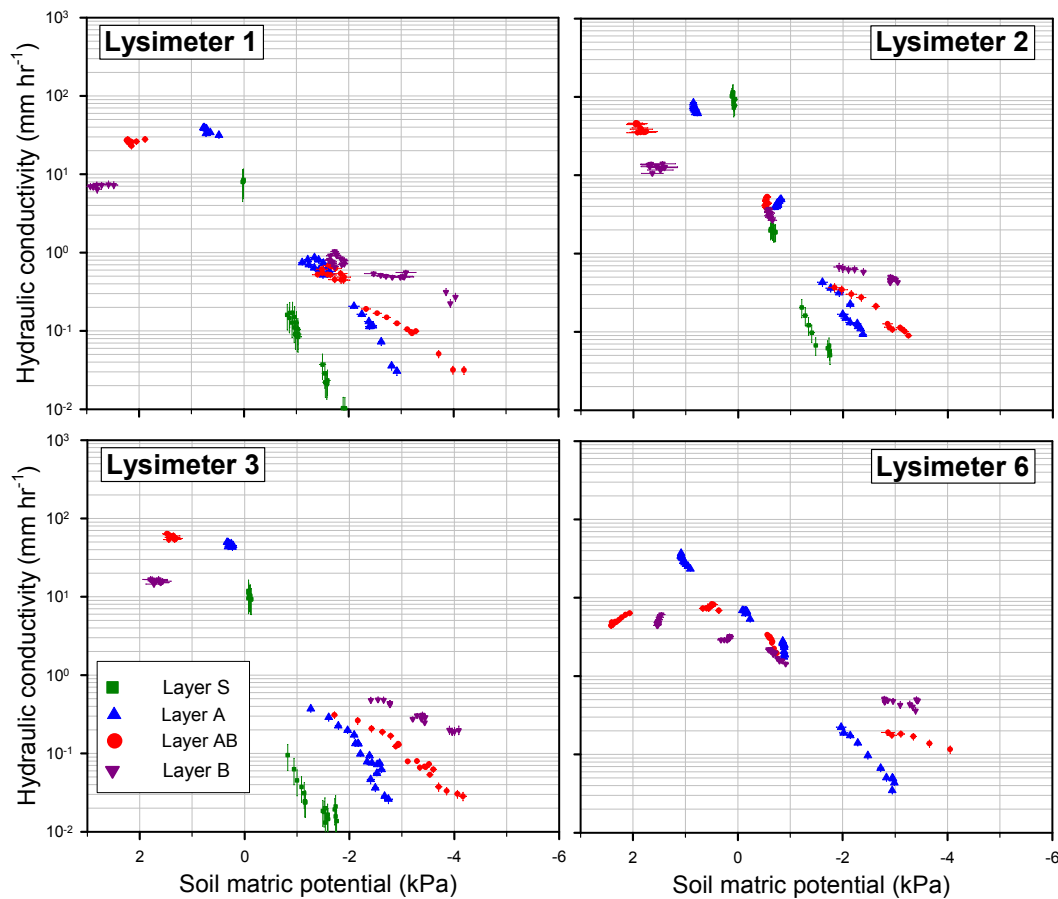 Lysimeter 1
Lysimeter 2
Hydraulic conductivity (mm hr-1)
10^3
10^2
10^1
10^0
10^-1
10^-2
Lysimeter 3
Lysimeter 6
Hydraulic conductivity (mm hr-1)
10^3
10^2
10^1
10^0
10^-1
10^-2
Layer S
Layer A
Layer AB
Layer B
2 0 -2 -4
2 0 -2 -4 -6
Soil matric potential (kPa)
Soil matric potential (kPa)